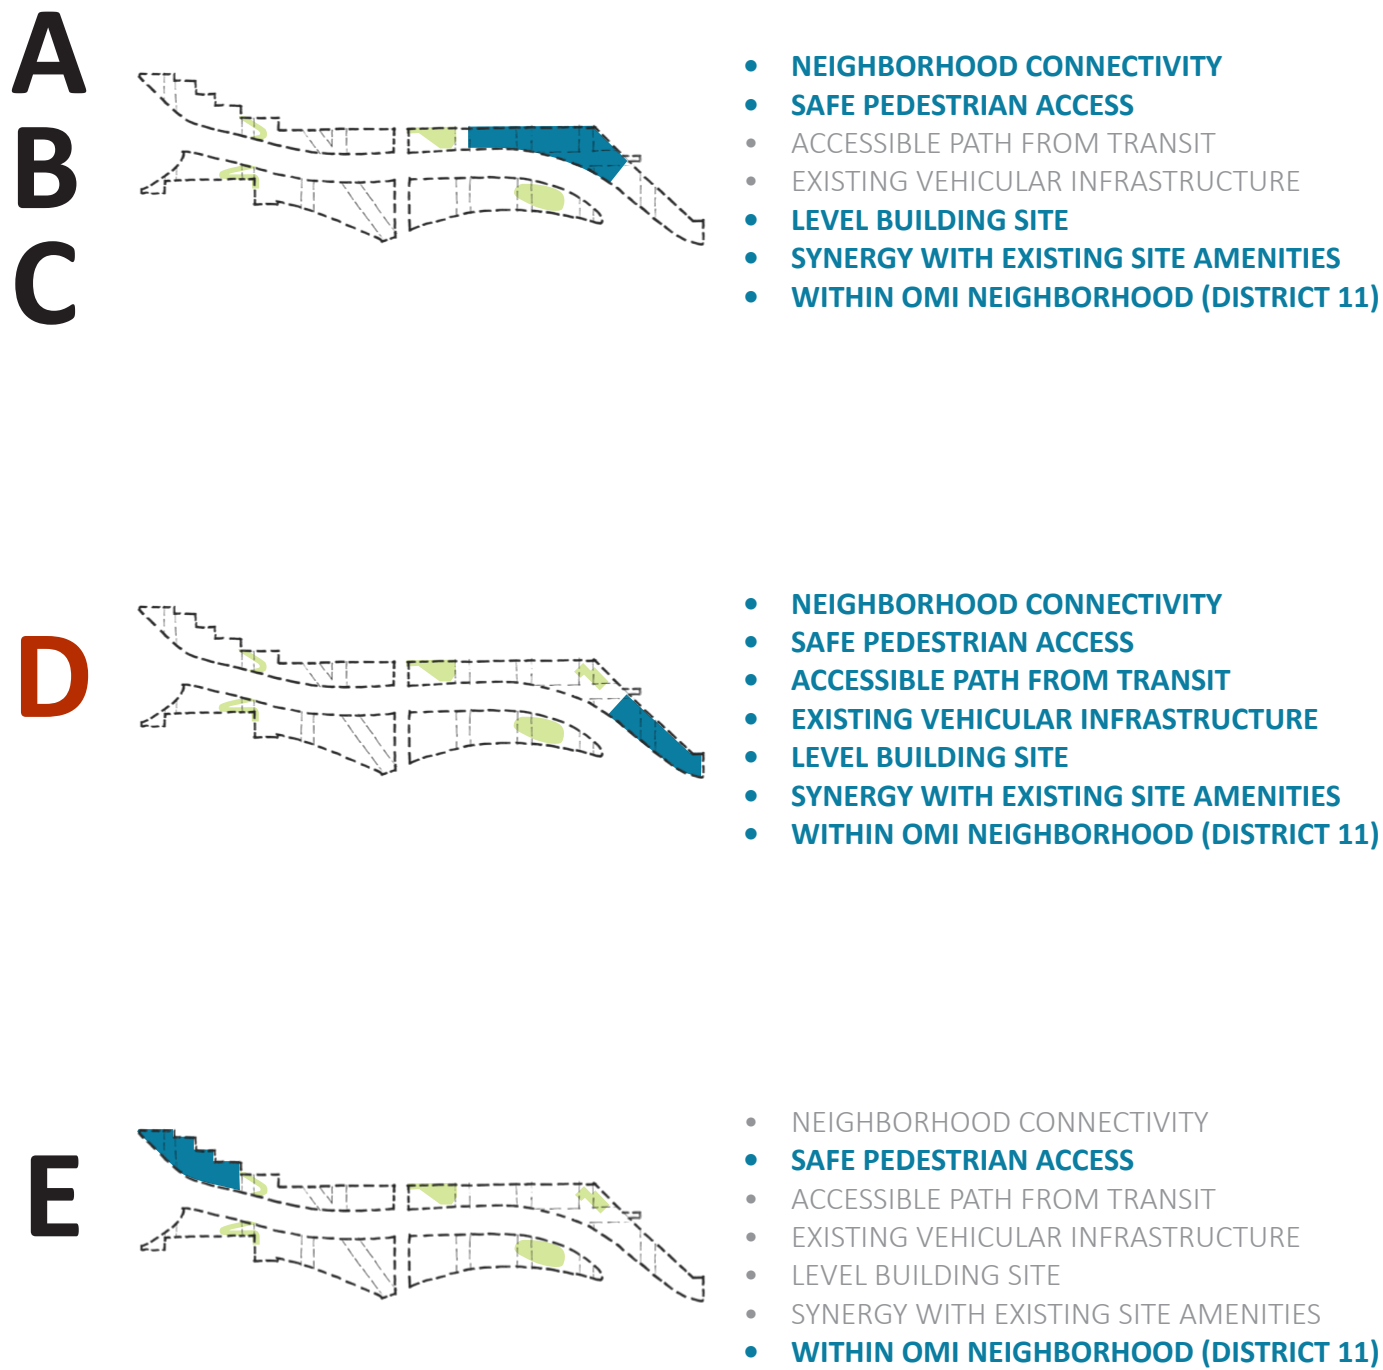 A
B
C
• NEIGHBORHOOD CONNECTIVITY
• SAFE PEDESTRIAN ACCESS
• ACCESSIBLE PATH FROM TRANSIT
• EXISTING VEHICULAR INFRASTRUCTURE
• LEVEL BUILDING SITE
• SYNERGY WITH EXISTING SITE AMENITIES
• WITHIN OMI NEIGHBORHOOD (DISTRICT 11)
D
• NEIGHBORHOOD CONNECTIVITY
• SAFE PEDESTRIAN ACCESS
• ACCESSIBLE PATH FROM TRANSIT
• EXISTING VEHICULAR INFRASTRUCTURE
• LEVEL BUILDING SITE
• SYNERGY WITH EXISTING SITE AMENITIES
• WITHIN OMI NEIGHBORHOOD (DISTRICT 11)
E
• NEIGHBORHOOD CONNECTIVITY
• SAFE PEDESTRIAN ACCESS
• ACCESSIBLE PATH FROM TRANSIT
• EXISTING VEHICULAR INFRASTRUCTURE
• LEVEL BUILDING SITE
• SYNERGY WITH EXISTING SITE AMENITIES
• WITHIN OMI NEIGHBORHOOD (DISTRICT 11)